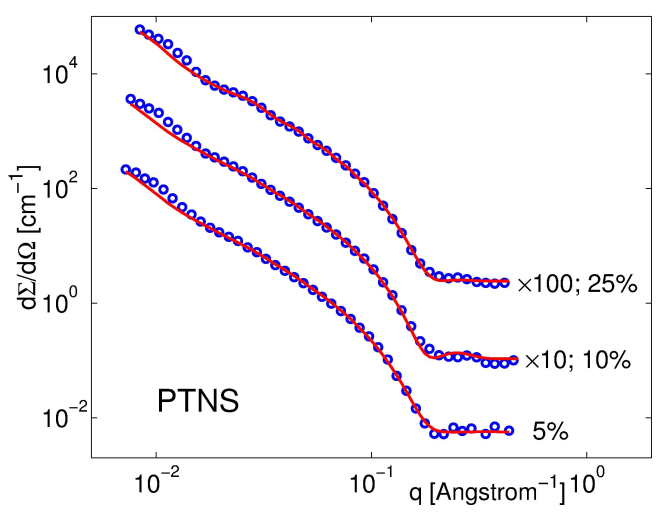 10⁴
10²
10⁰
10⁻²
dΣ/dΩ [cm⁻¹]
×100; 25%
×10; 10%
5%
PTNS
10⁻² 10⁻¹ 10⁰
q [Angstrom⁻¹]